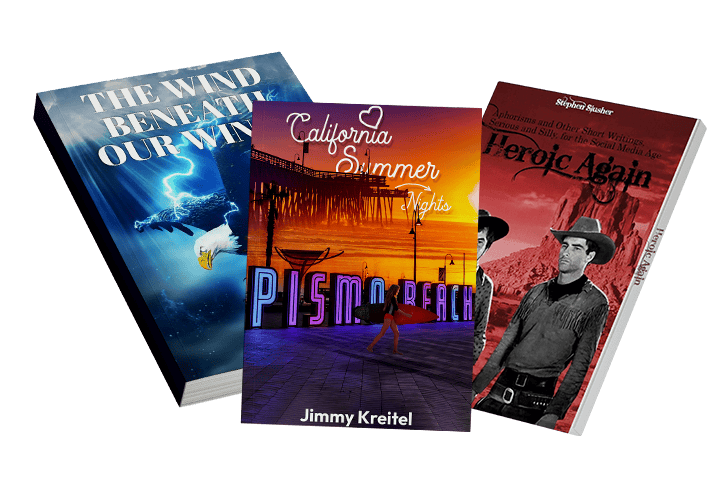 THE WIND
BENEATH
OUR WIN
California
Summer
Nights
PISMO BEACH
Jimmy Kreitel
Stephen Slusher
Aphorisms and Other Short Writings,
Serious and Silly, for the Social Media Age
Heroic Again
Heroic Again